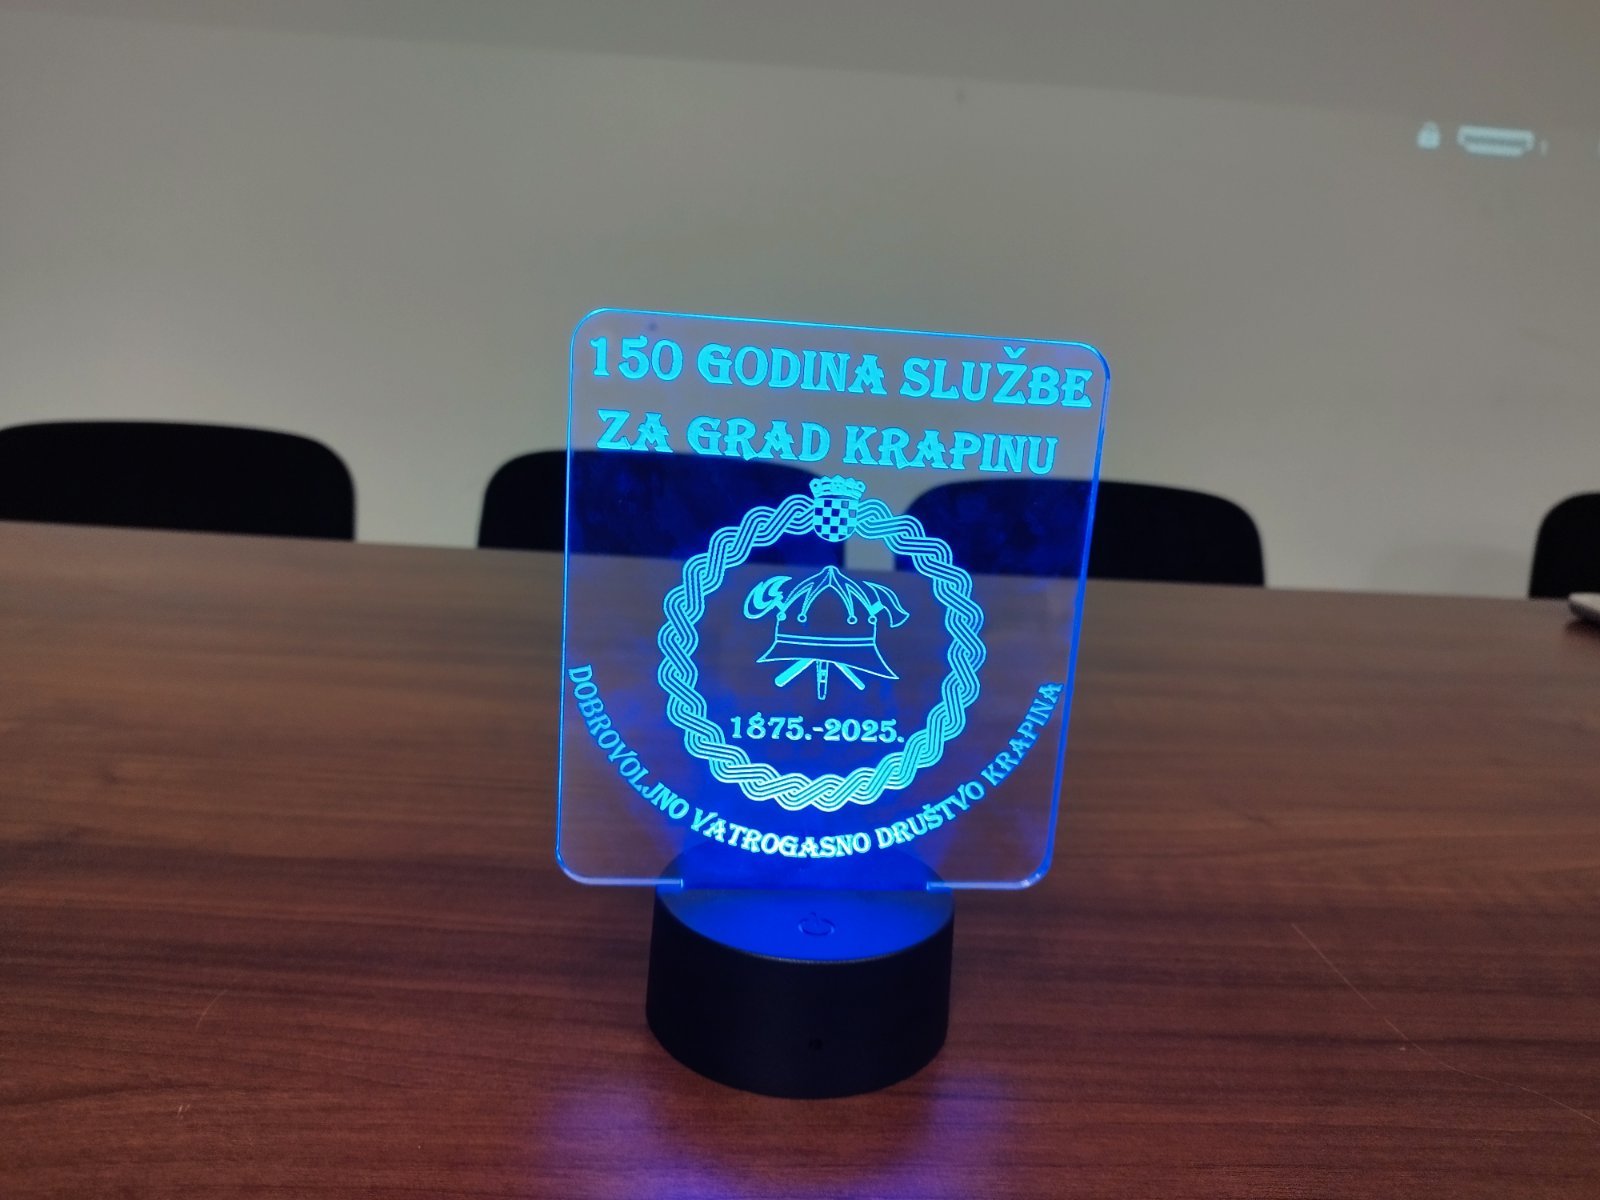 150 GODINA SLUŽBE
ZA GRAD KRAPINU
1875.-2025.
DOBROVOLJNO VATROGASNO DRUŠTVO KRAPINA